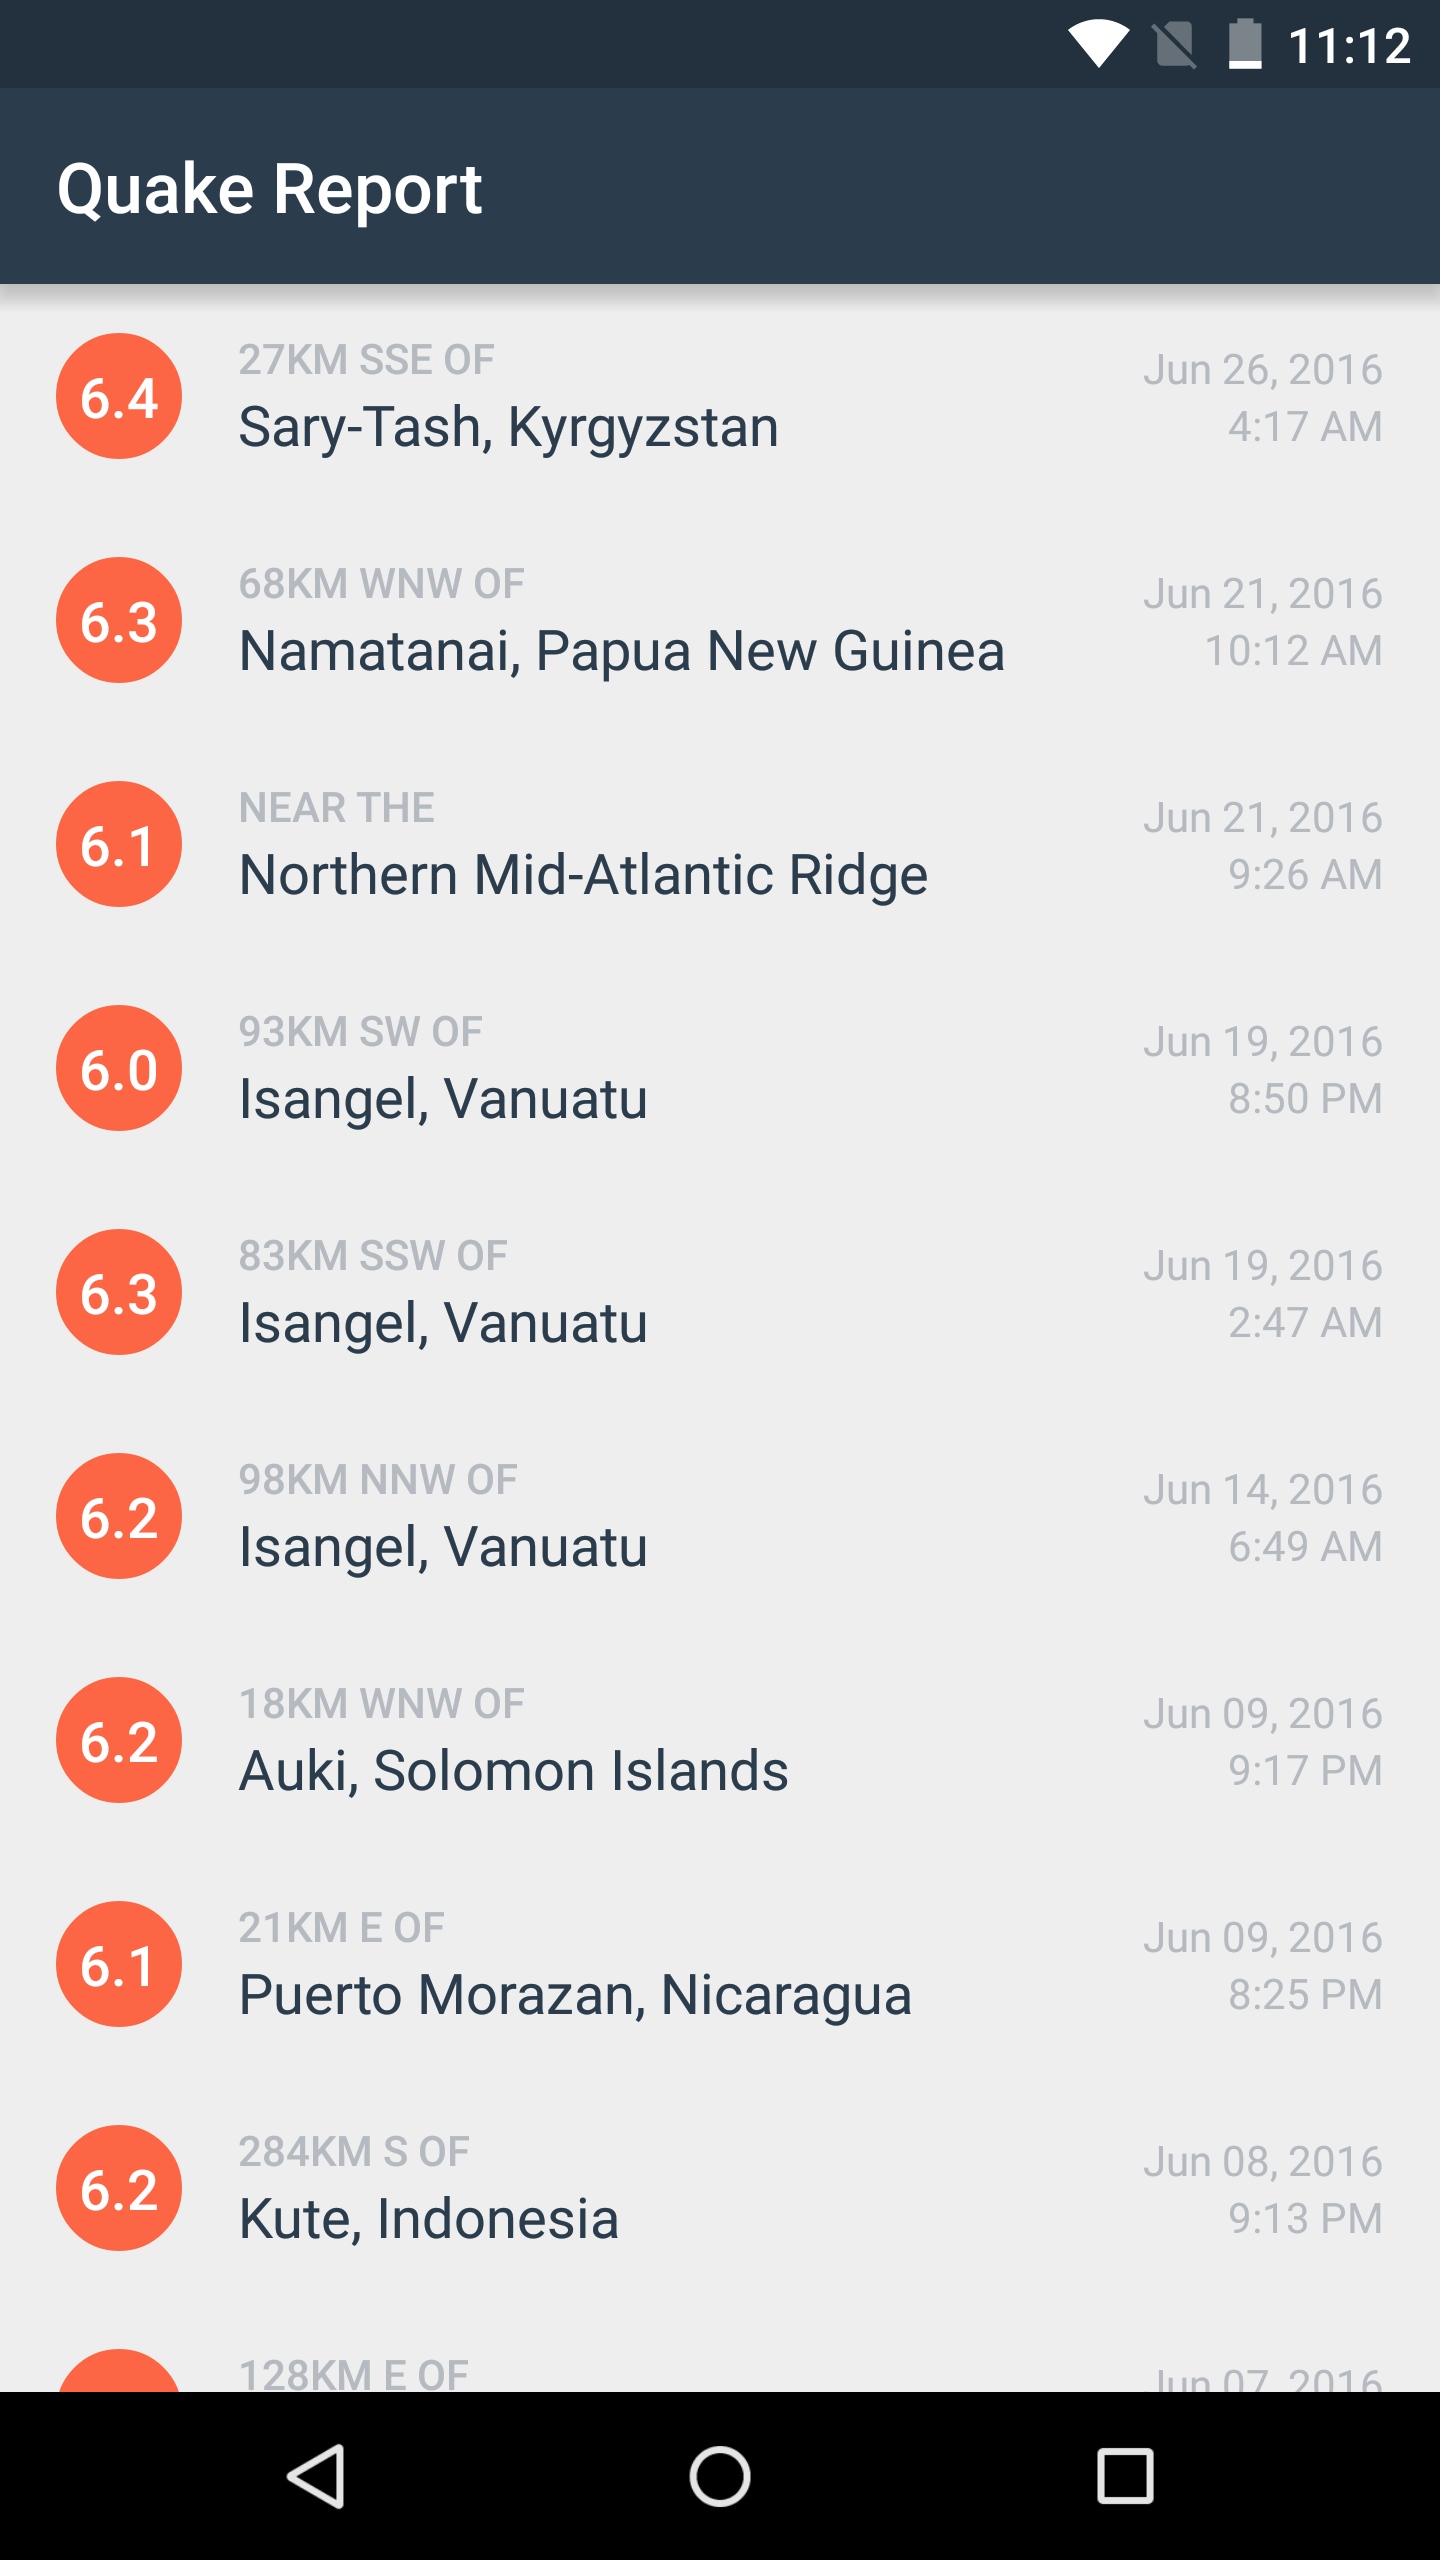 11:12
Quake Report
6.4
27KM SSE OF
Sary-Tash, Kyrgyzstan
Jun 26, 2016
4:17 AM
6.3
68KM WNW OF
Namatanai, Papua New Guinea
Jun 21, 2016
10:12 AM
6.1
NEAR THE
Northern Mid-Atlantic Ridge
Jun 21, 2016
9:26 AM
6.0
93KM SW OF
Isangel, Vanuatu
Jun 19, 2016
8:50 PM
6.3
83KM SSW OF
Isangel, Vanuatu
Jun 19, 2016
2:47 AM
6.2
98KM NNW OF
Isangel, Vanuatu
Jun 14, 2016
6:49 AM
6.2
18KM WNW OF
Auki, Solomon Islands
Jun 09, 2016
9:17 PM
6.1
21KM E OF
Puerto Morazan, Nicaragua
Jun 09, 2016
8:25 PM
6.2
284KM S OF
Kute, Indonesia
Jun 08, 2016
9:13 PM
128KM E OF
Jun 07, 2016